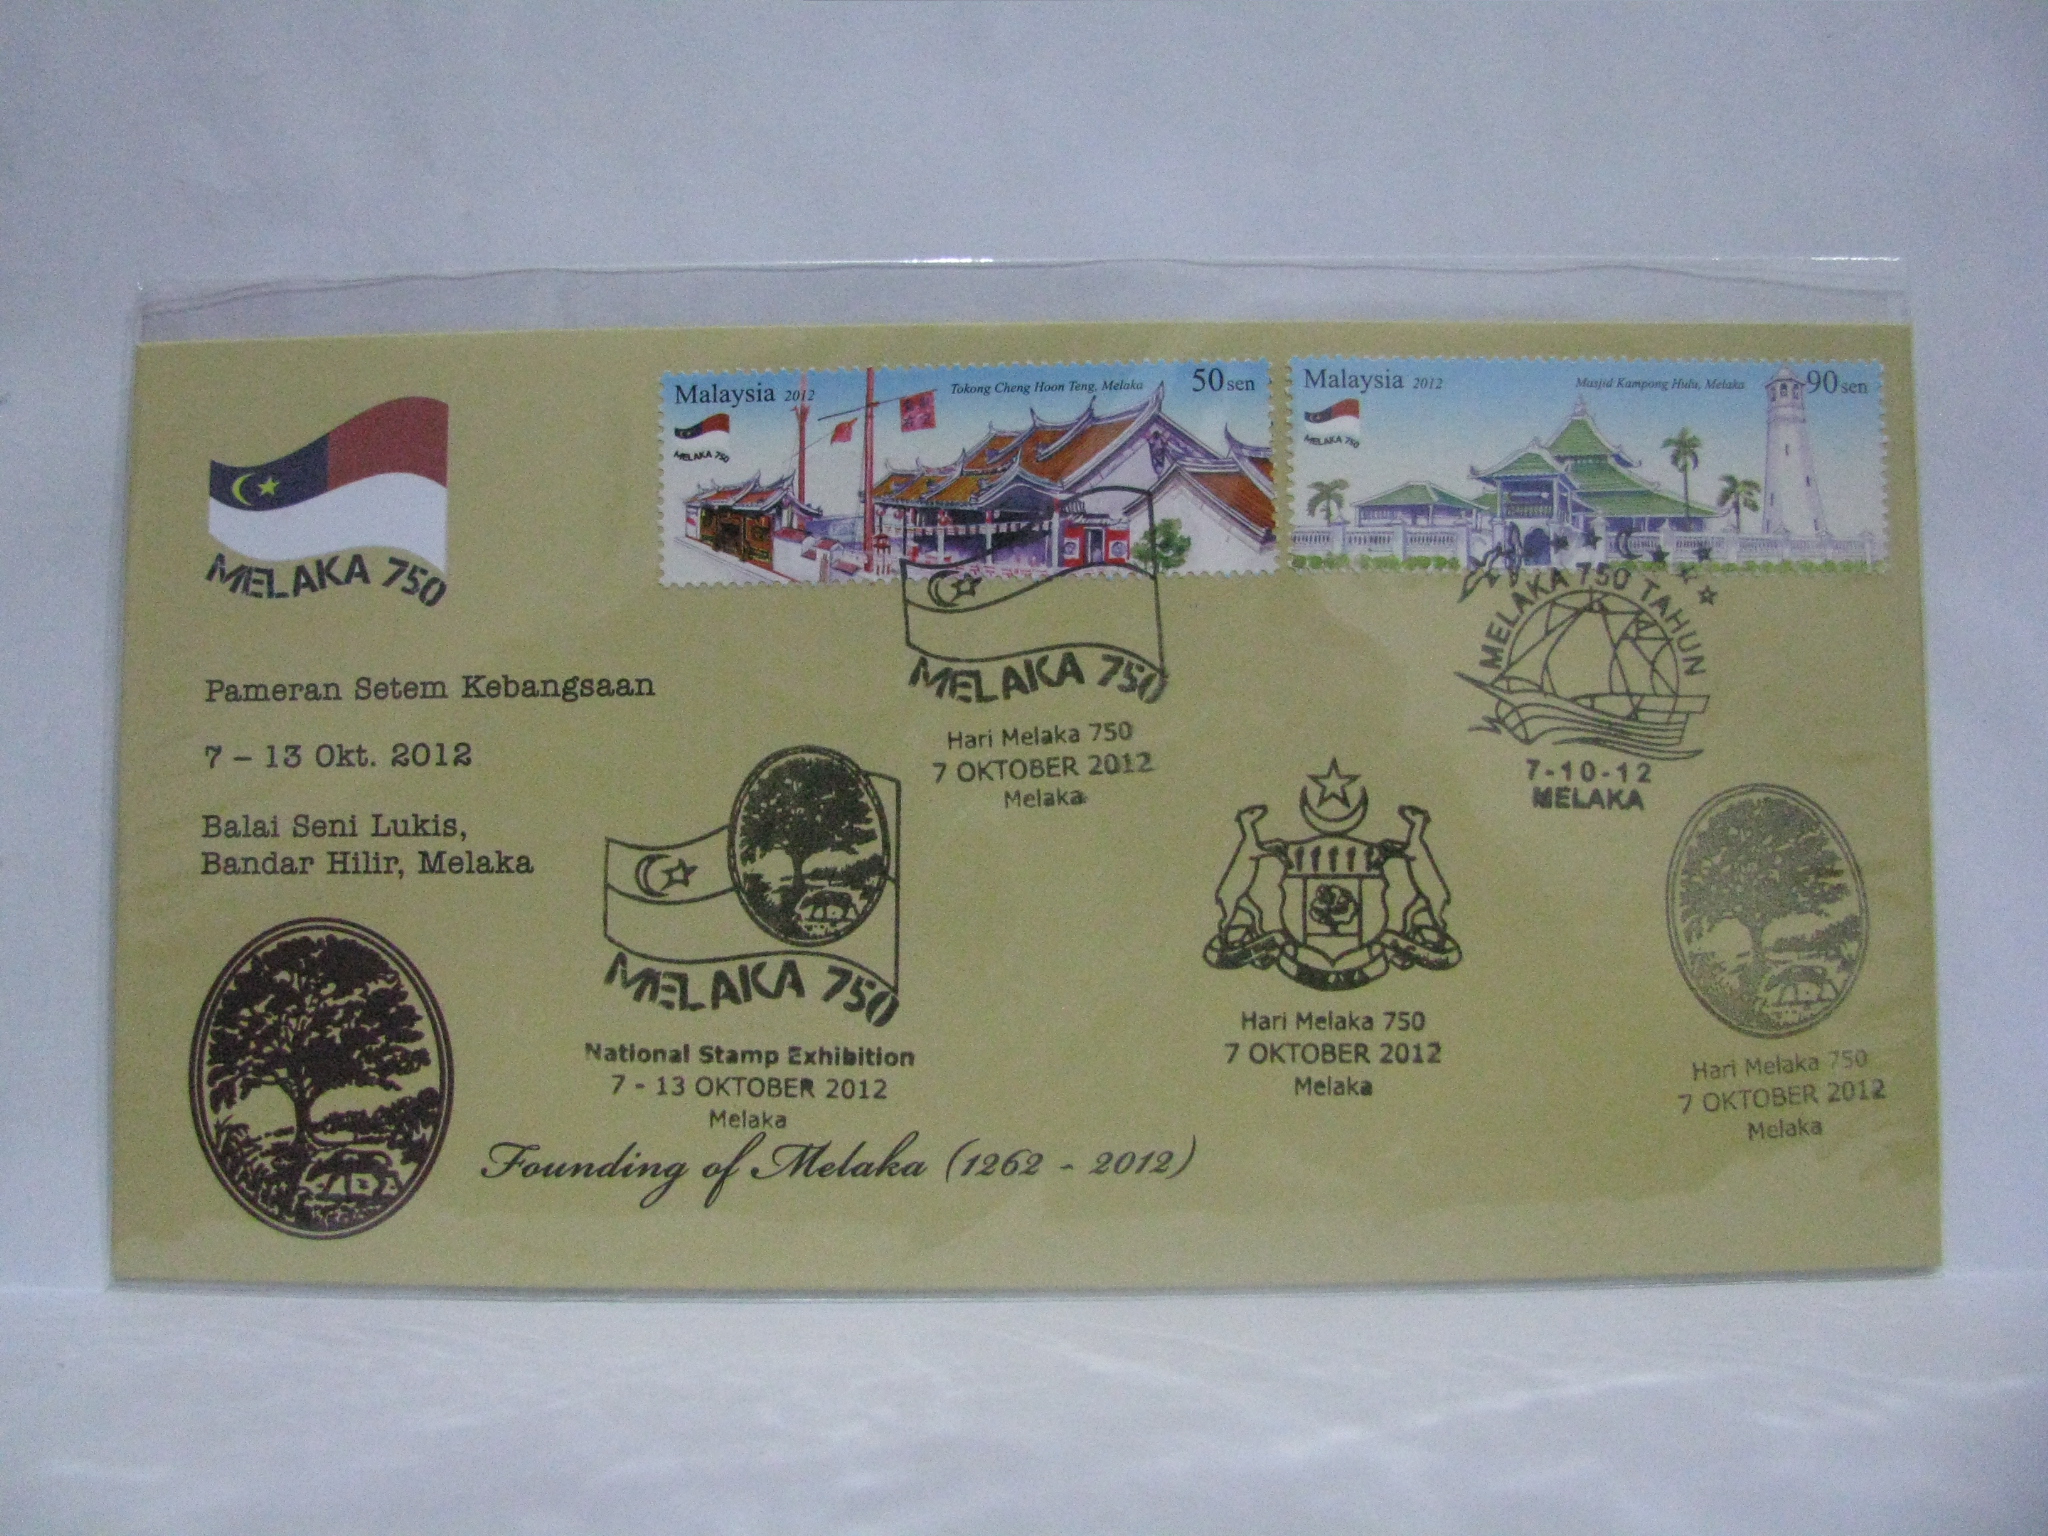 MELAKA 750
Pameran Setem Kebangsaan
7 – 13 Okt. 2012
Balai Seni Lukis,
Bandar Hilir, Melaka
Malaysia 2012
Tokong Cheng Hoon Teng, Melaka
50 sen
MELAKA 750
Malaysia 2012
Masjid Kampong Hulu, Melaka
90 sen
MELAKA 750
MELAKA 750
Hari Melaka 750
7 OKTOBER 2012
Melaka
MELAKA 750 TAHUN
7-10-12
MELAKA
MELAKA 750
National Stamp Exhibition
7 - 13 OKTOBER 2012
Melaka
Hari Melaka 750
7 OKTOBER 2012
Melaka
Hari Melaka 750
7 OKTOBER 2012
Melaka
Founding of Melaka (1262 - 2012)